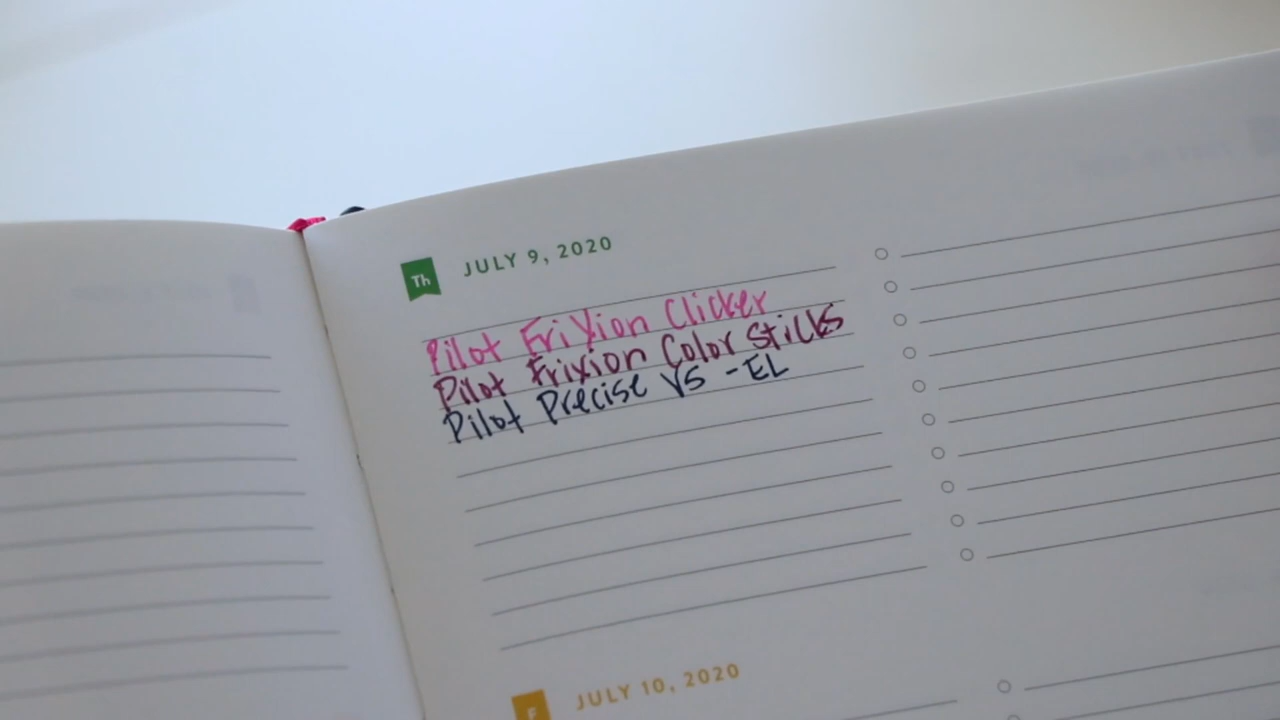 Th JULY 9, 2020
Pilot FriXion Clicker
Pilot Frixion Color Sticks
Pilot Precise V5 -EL
F JULY 10, 2020